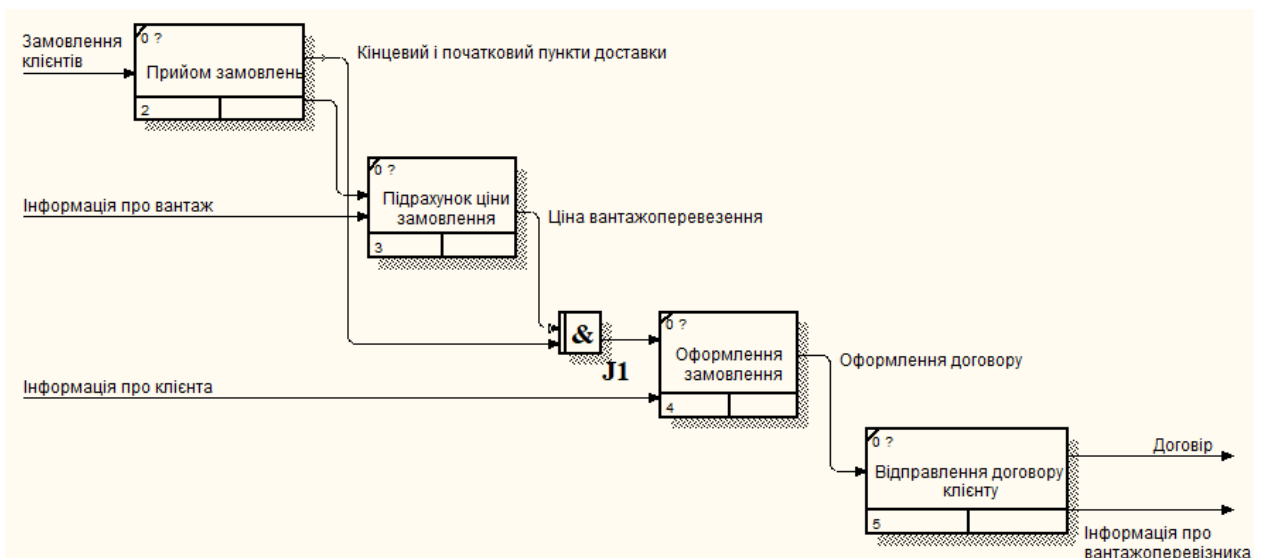 Замовлення
клієнтів
0 ?
Прийом замовлень
2
Кінцевий і початковий пункти доставки
0 ?
Підрахунок ціни
замовлення
3
Інформація про вантаж
Ціна вантажоперевезення
&
J1
0 ?
Оформлення
замовлення
4
Інформація про клієнта
Оформлення договору
0 ?
Відправлення договору
клієнту
5
Договір
Інформація про
вантажоперевізника